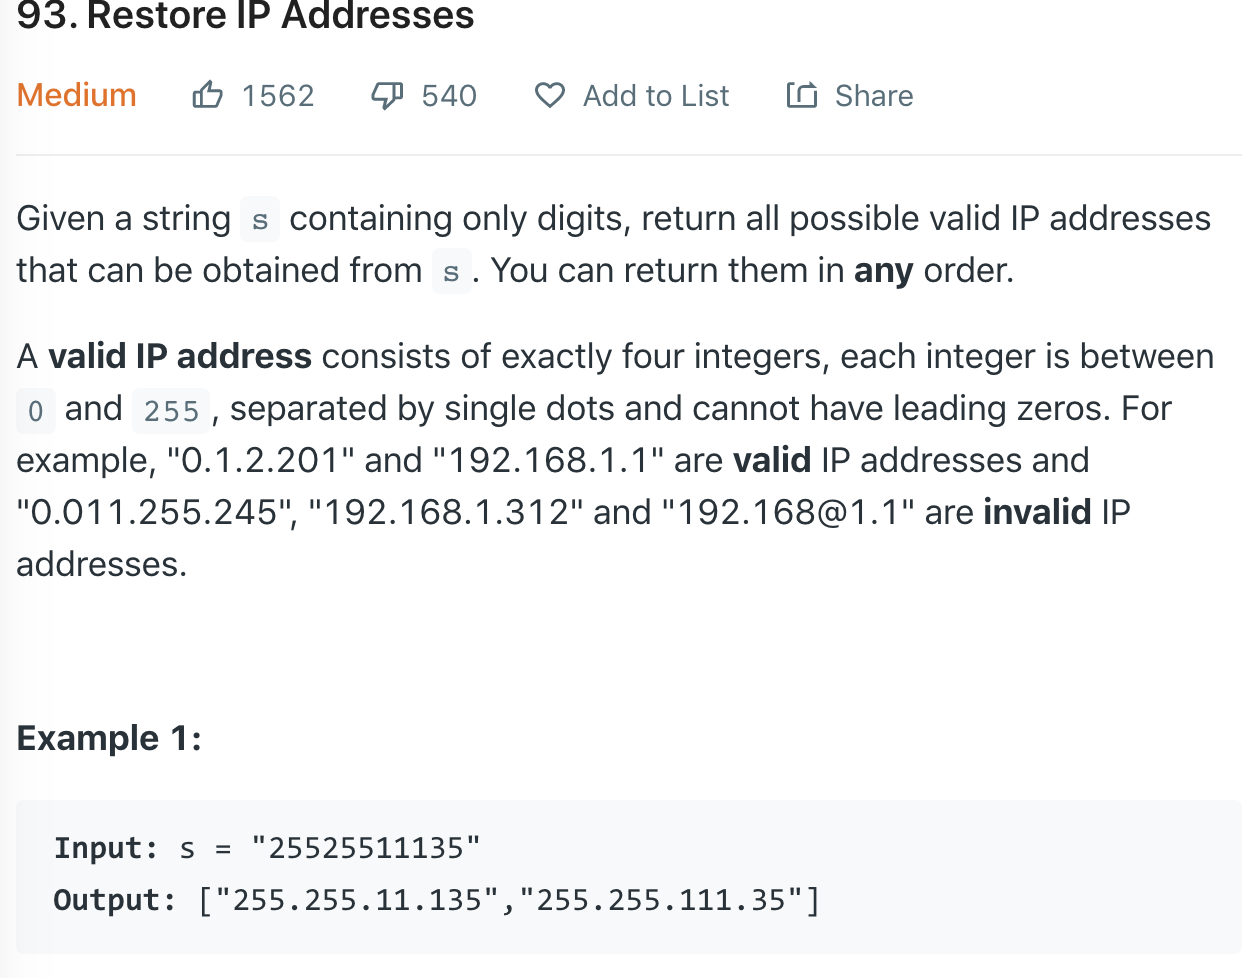 93. Restore IP Addresses
Medium 1562 540 Add to List Share
Given a string s containing only digits, return all possible valid IP addresses
that can be obtained from s. You can return them in any order.
A valid IP address consists of exactly four integers, each integer is between
0 and 255, separated by single dots and cannot have leading zeros. For
example, "0.1.2.201" and "192.168.1.1" are valid IP addresses and
"0.011.255.245", "192.168.1.312" and "192.168@1.1" are invalid IP
addresses.
Example 1:
Input: s = "25525511135"
Output: ["255.255.11.135","255.255.111.35"]